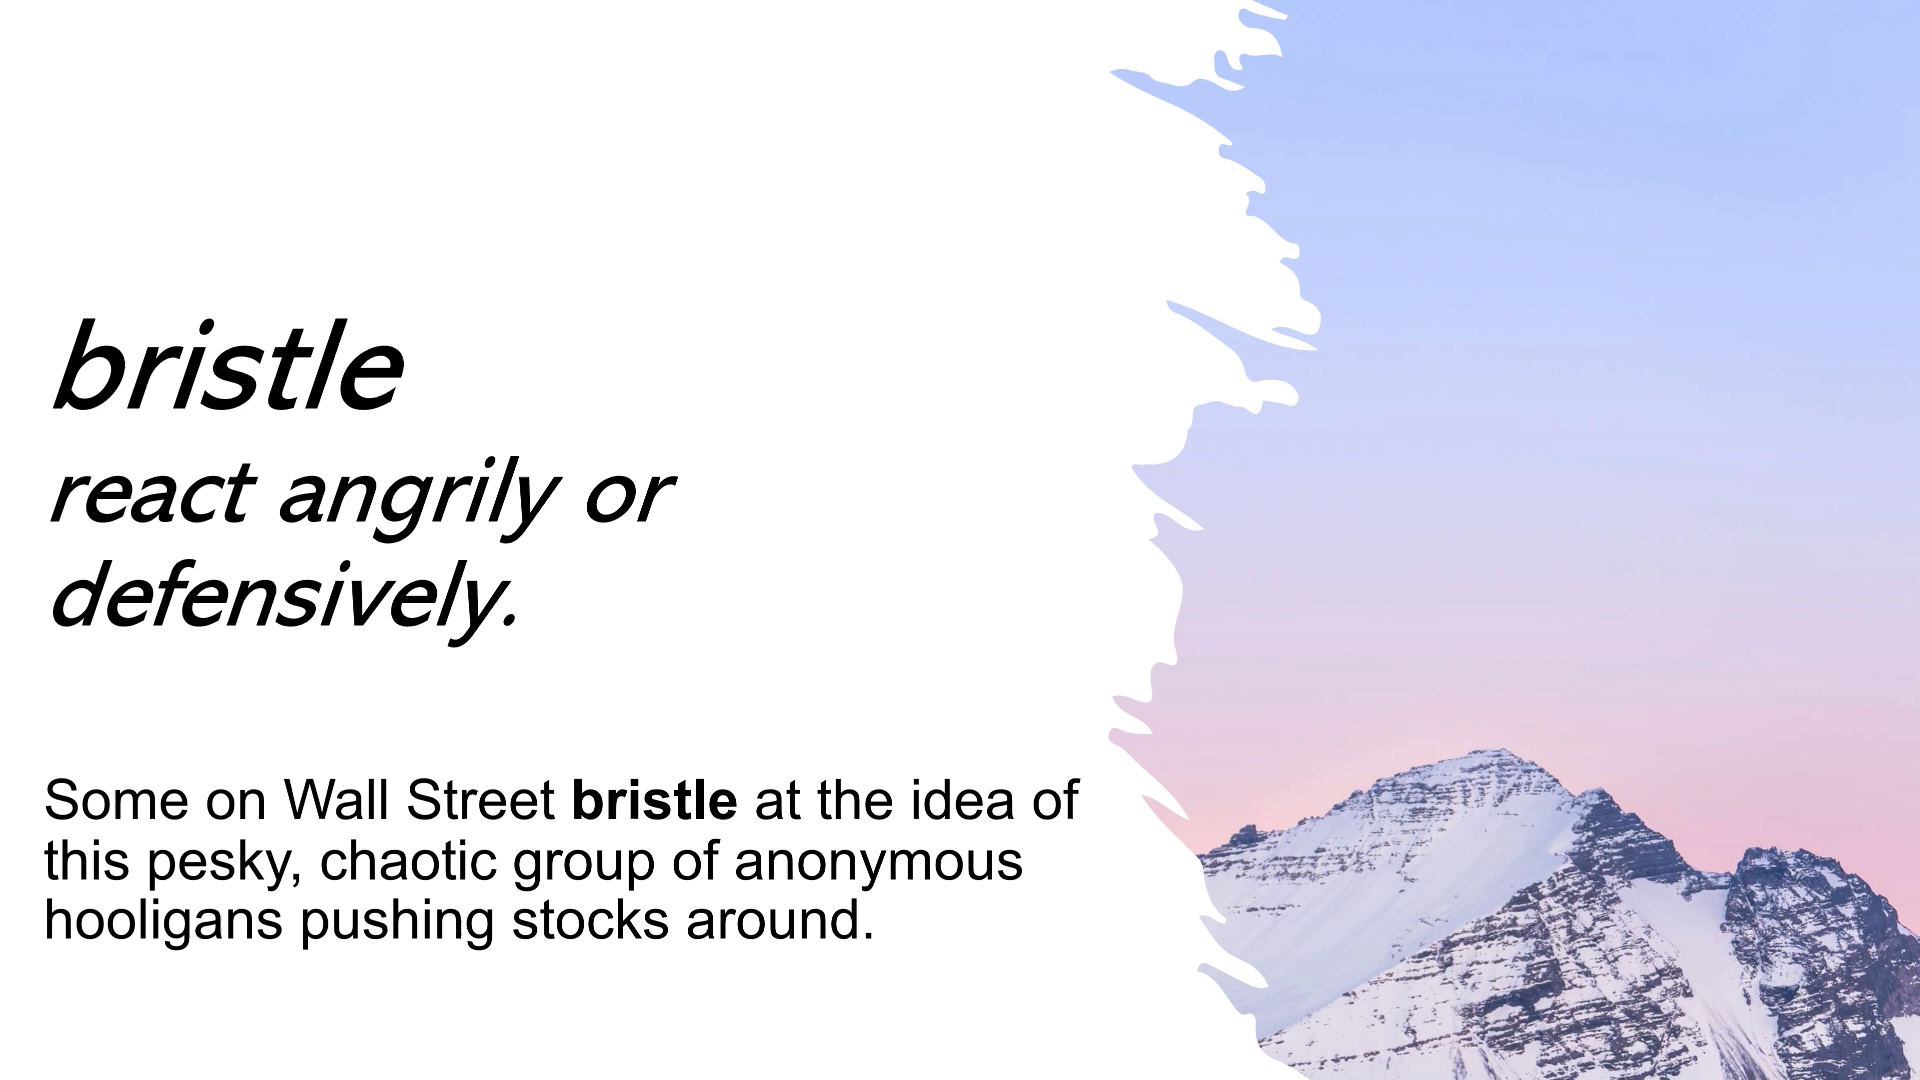 bristle
react angrily or
defensively.
Some on Wall Street bristle at the idea of
this pesky, chaotic group of anonymous
hooligans pushing stocks around.